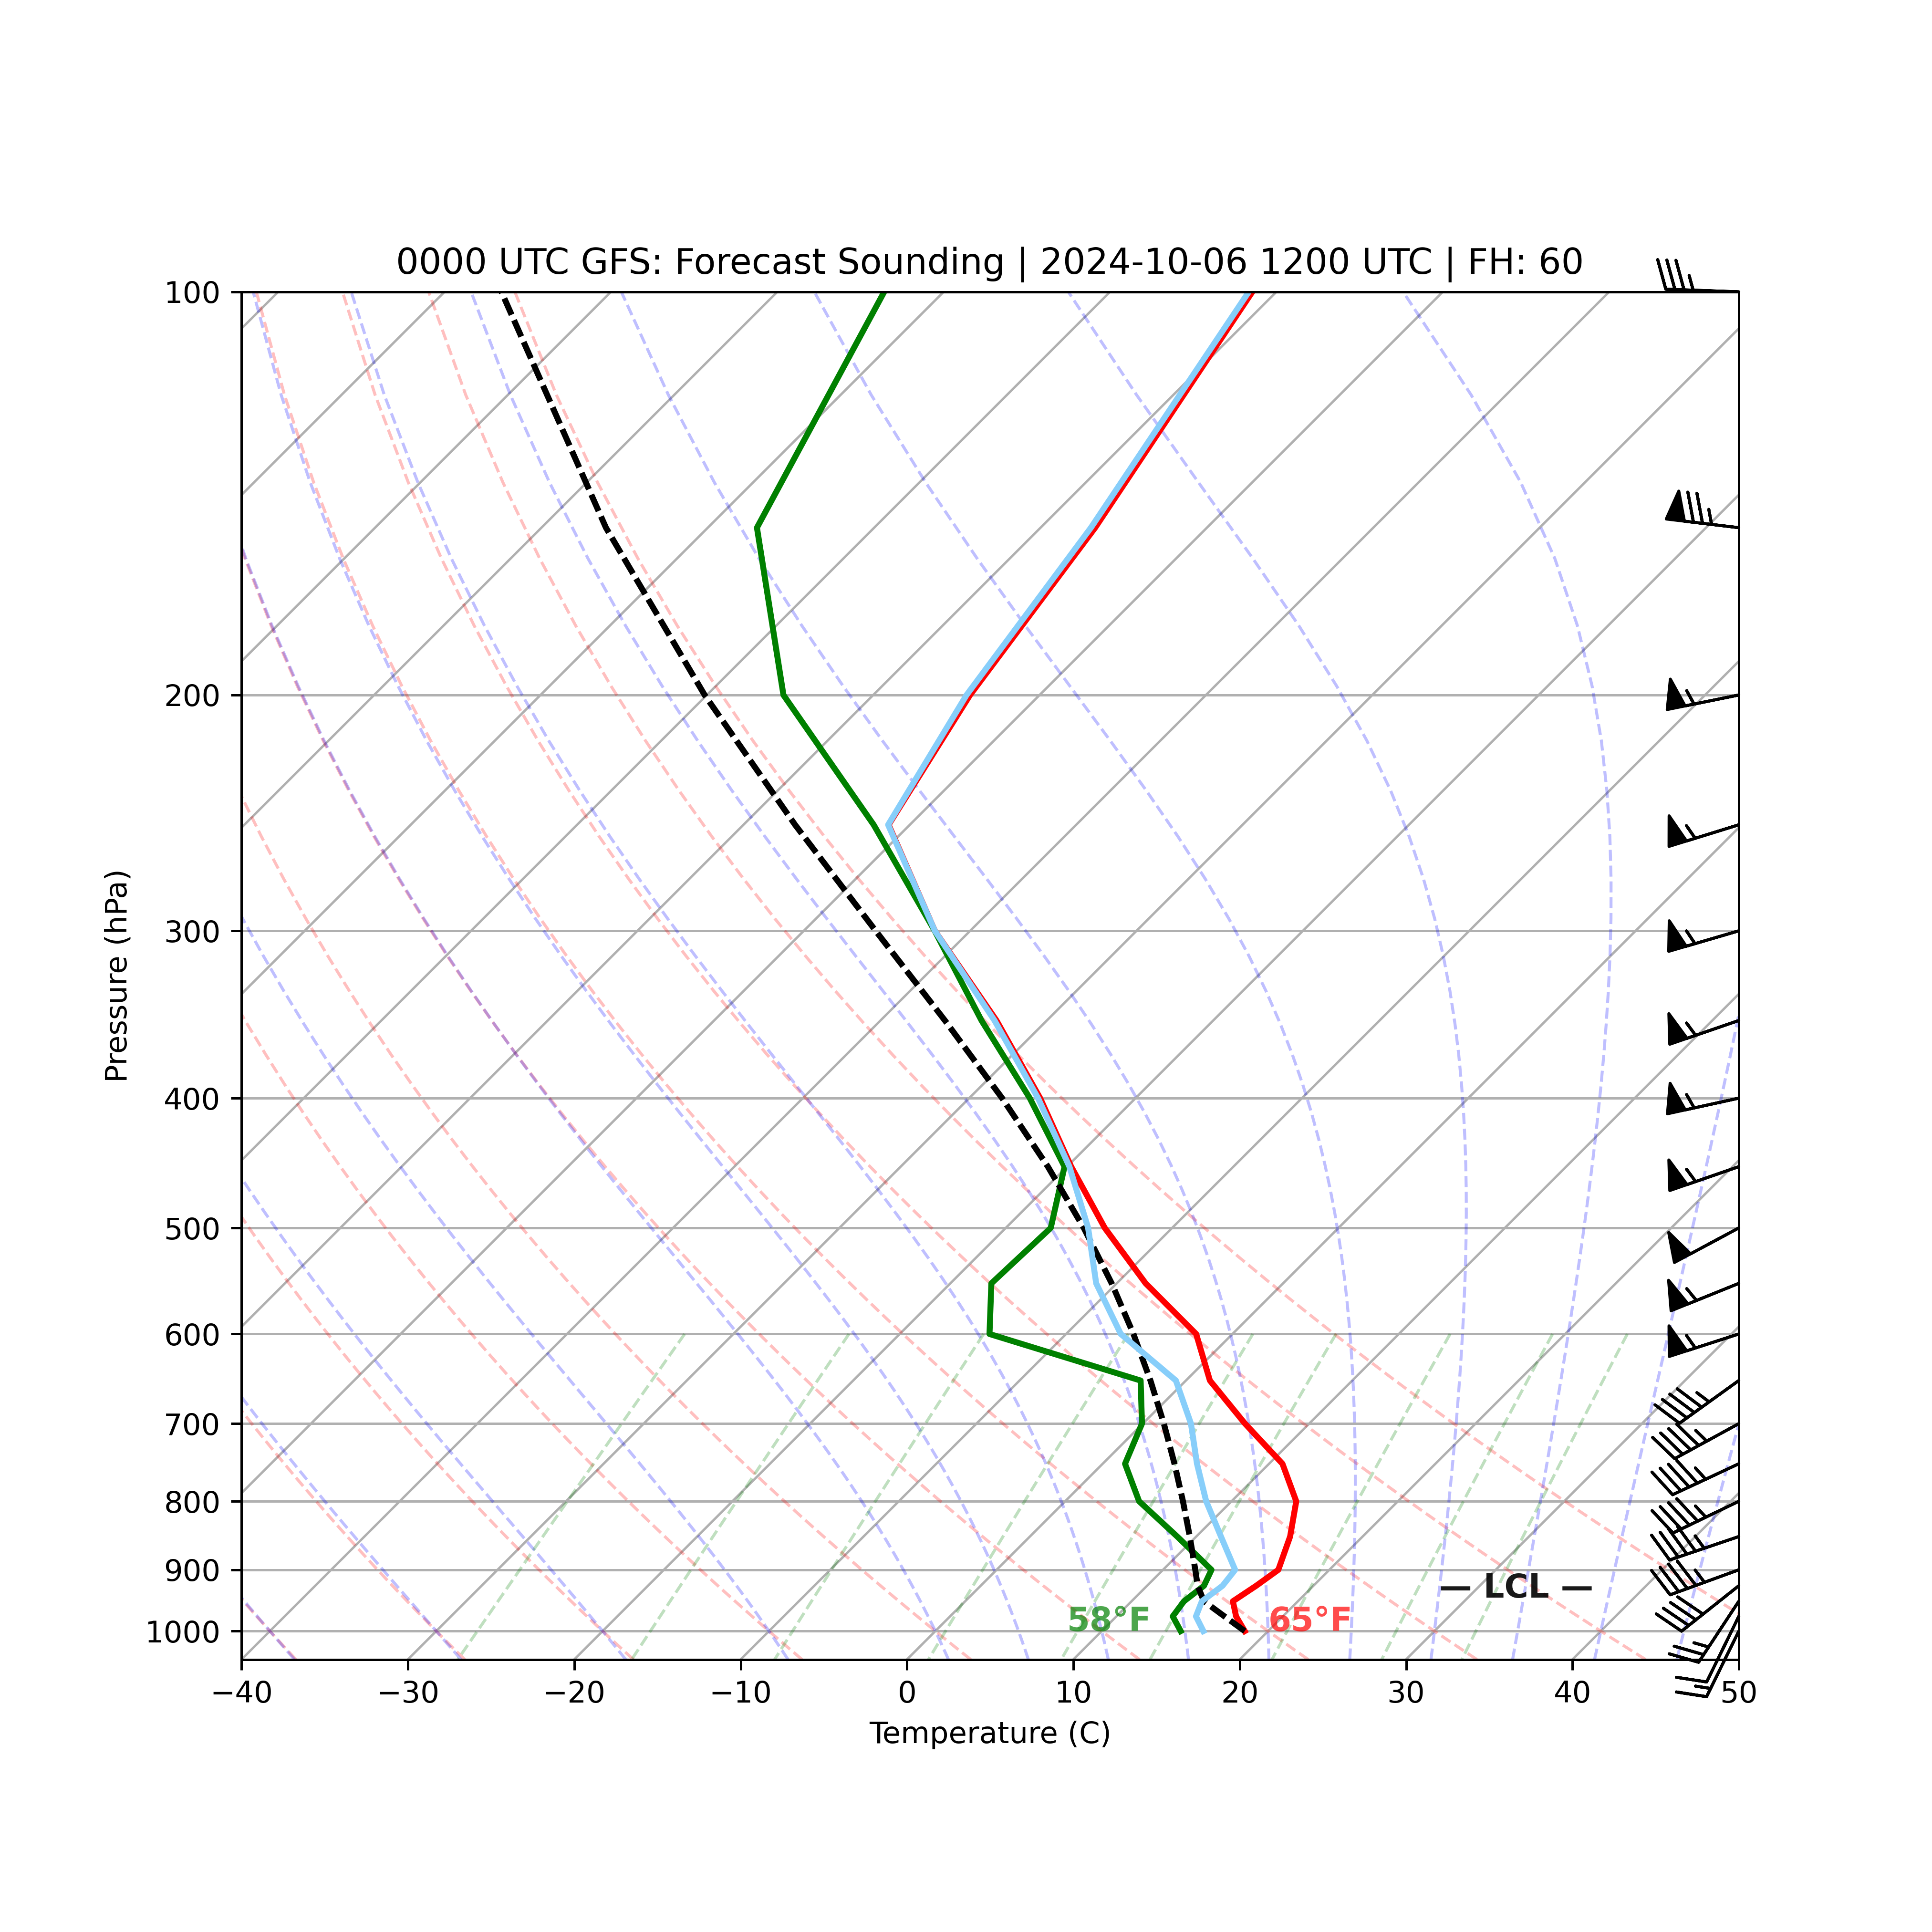 0000 UTC GFS: Forecast Sounding | 2024-10-06 1200 UTC | FH: 60
100
200
300
400
500
600
700
800
900
1000
Pressure (hPa)
— LCL —
58°F
65°F
−40 −30 −20 −10 0 10 20 30 40 50
Temperature (C)